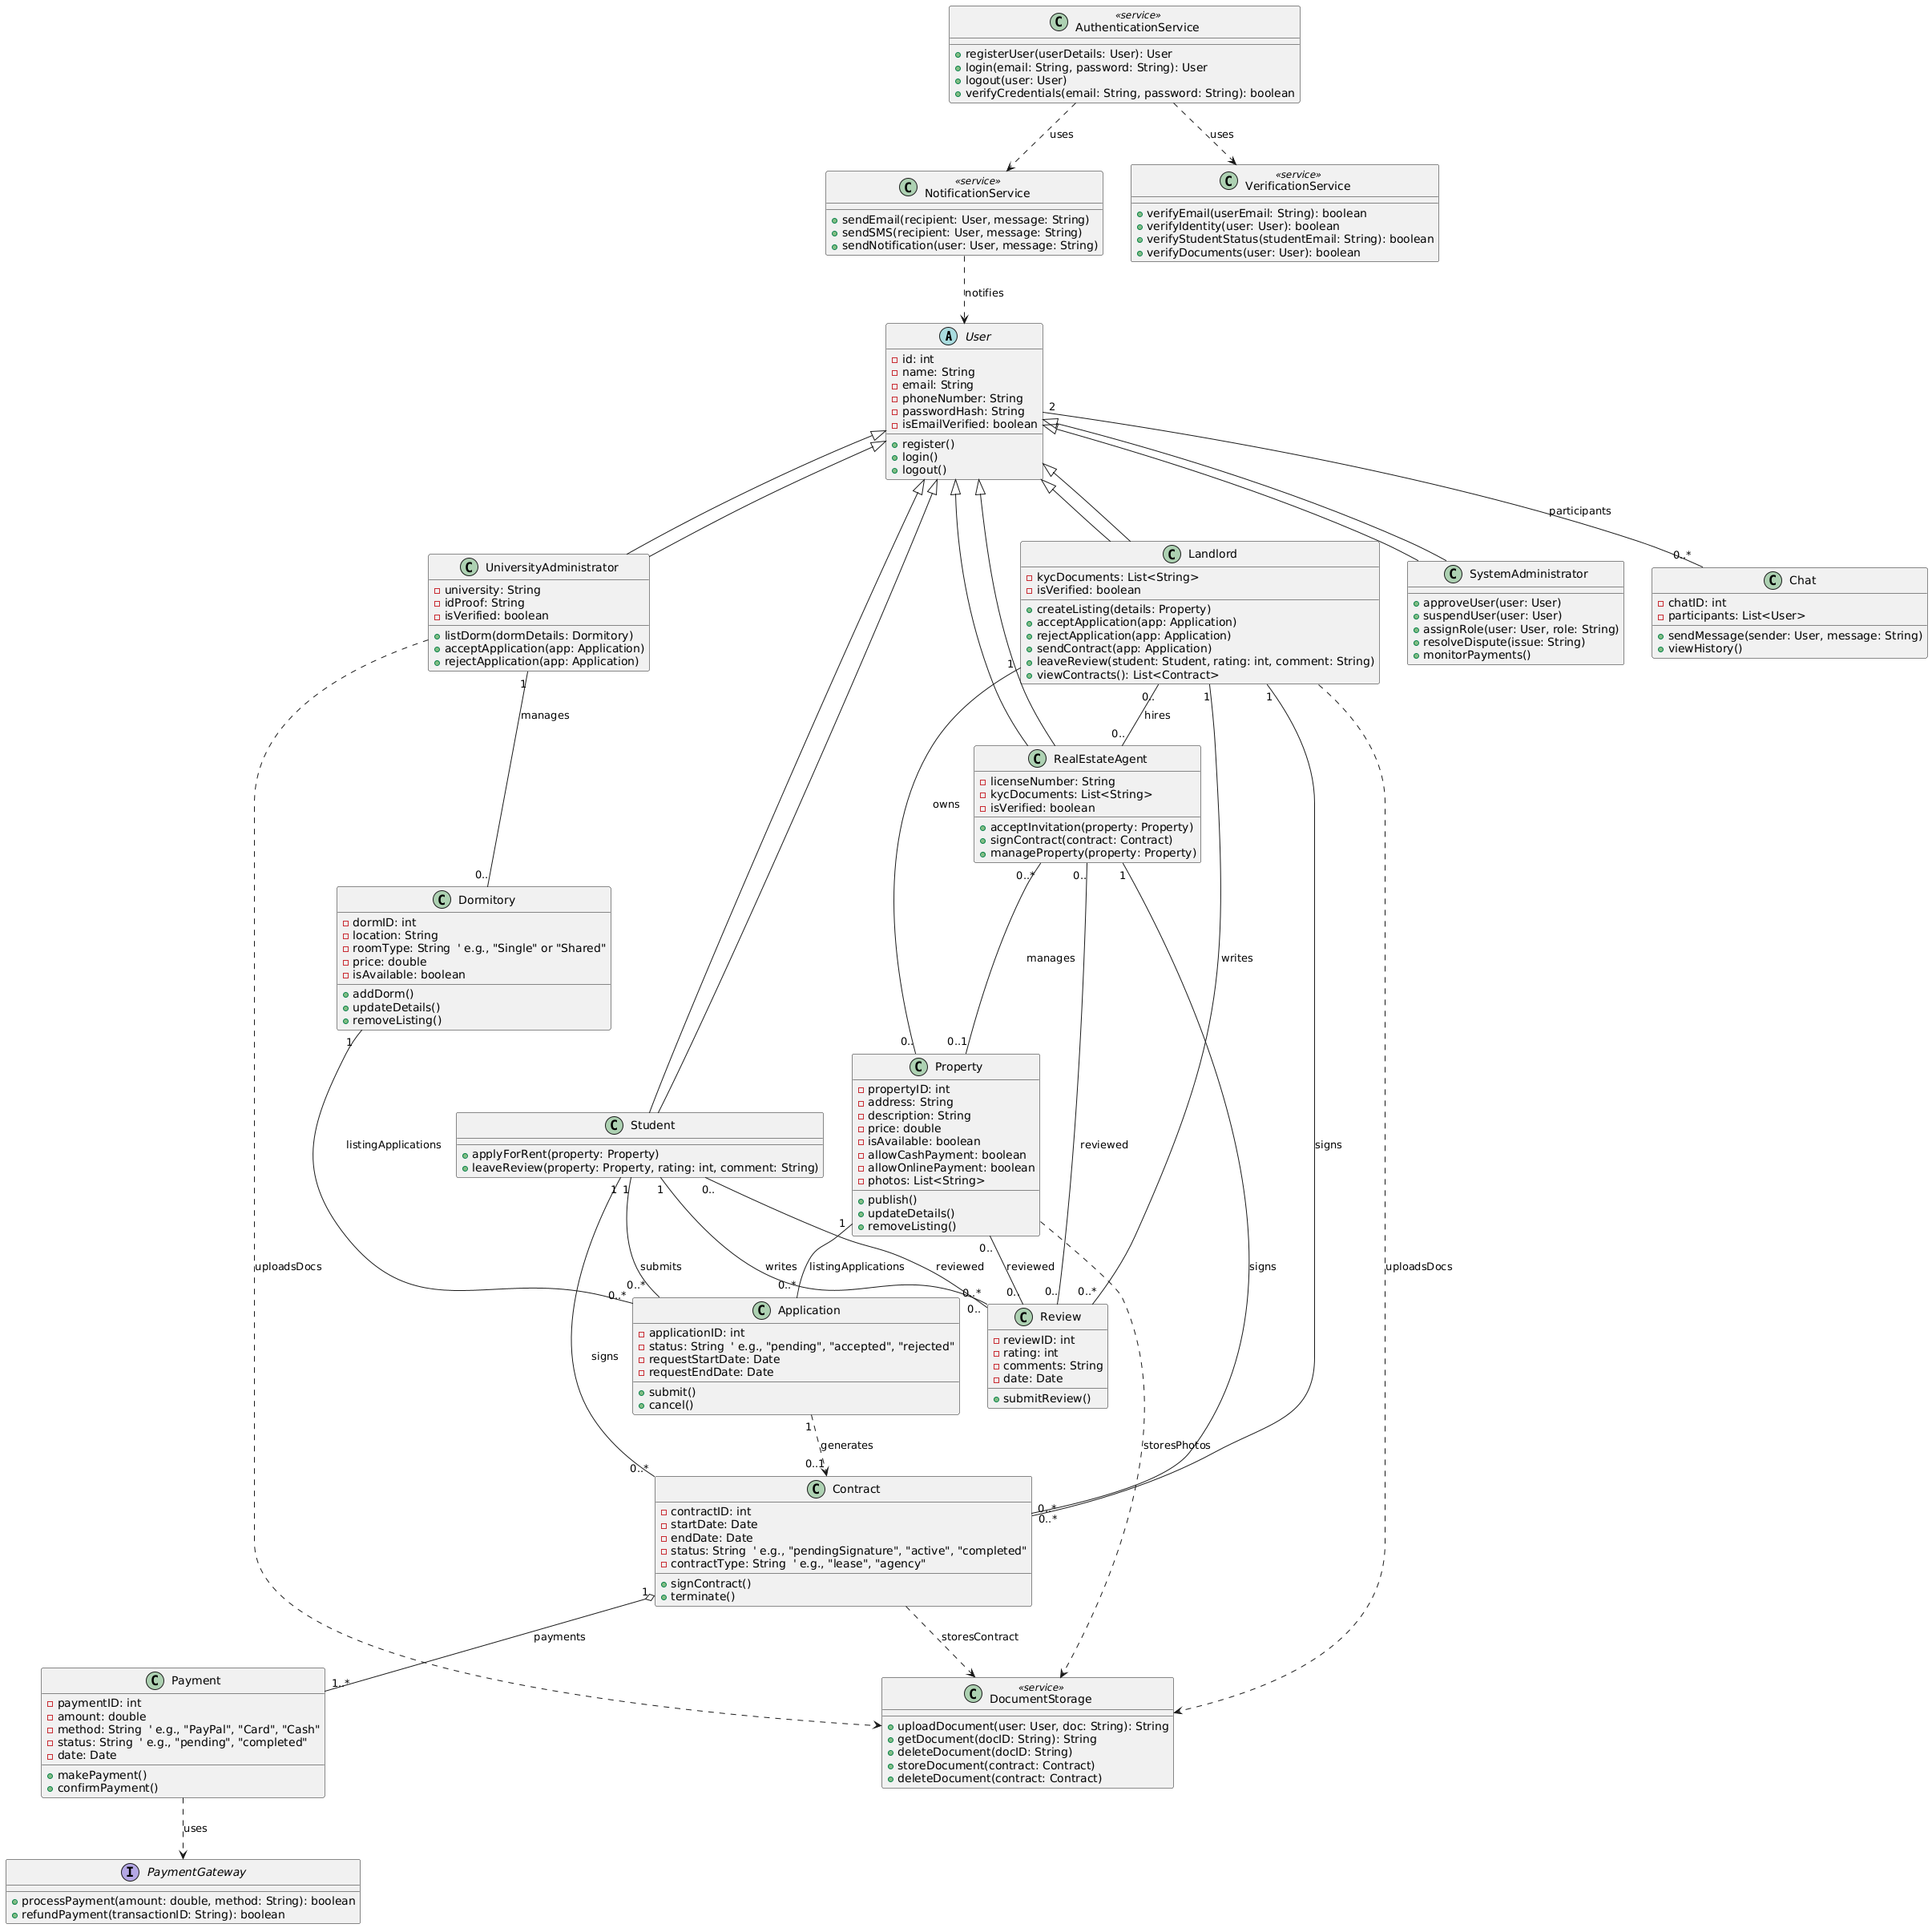 «service»
AuthenticationService
registerUser(userDetails: User): User
login(email: String, password: String): User
logout(user: User)
verifyCredentials(email: String, password: String): boolean
uses
uses
«service»
NotificationService
sendEmail(recipient: User, message: String)
sendSMS(recipient: User, message: String)
sendNotification(user: User, message: String)
«service»
VerificationService
verifyEmail(userEmail: String): boolean
verifyIdentity(user: User): boolean
verifyStudentStatus(studentEmail: String): boolean
verifyDocuments(user: User): boolean
notifies
A
User
id: int
name: String
email: String
phoneNumber: String
passwordHash: String
isEmailVerified: boolean
register()
login()
logout()
2
participants
0..*
C
UniversityAdministrator
university: String
idProof: String
isVerified: boolean
listDorm(dormDetails: Dormitory)
acceptApplication(app: Application)
rejectApplication(app: Application)
C
Landlord
kycDocuments: List<String>
isVerified: boolean
createListing(details: Property)
acceptApplication(app: Application)
rejectApplication(app: Application)
sendContract(app: Application)
leaveReview(student: Student, rating: int, comment: String)
viewContracts(): List<Contract>
C
SystemAdministrator
approveUser(user: User)
suspendUser(user: User)
assignRole(user: User, role: String)
resolveDispute(issue: String)
monitorPayments()
C
Chat
chatID: int
participants: List<User>
sendMessage(sender: User, message: String)
viewHistory()
1
manages
0..
1
owns
0..
0..
hires
0..
1
writes
0..*
1
signs
0..*
uploadsDocs
uploadsDocs
C
RealEstateAgent
licenseNumber: String
kycDocuments: List<String>
isVerified: boolean
acceptInvitation(property: Property)
signContract(contract: Contract)
manageProperty(property: Property)
0..*
manages
0..1
0..
reviewed
0..
1
signs
0..*
C
Dormitory
dormID: int
location: String
roomType: String  ' e.g., "Single" or "Shared"
price: double
isAvailable: boolean
addDorm()
updateDetails()
removeListing()
1
listingApplications
0..*
C
Student
applyForRent(property: Property)
leaveReview(property: Property, rating: int, comment: String)
C
Property
propertyID: int
address: String
description: String
price: double
isAvailable: boolean
allowCashPayment: boolean
allowOnlinePayment: boolean
photos: List<String>
publish()
updateDetails()
removeListing()
1
signs
0..*
1
submits
0..*
1
writes
0..*
0..
reviewed
0..
1
listingApplications
0..*
0..
reviewed
0..
storesPhotos
C
Application
applicationID: int
status: String  ' e.g., "pending", "accepted", "rejected"
requestStartDate: Date
requestEndDate: Date
submit()
cancel()
C
Review
reviewID: int
rating: int
comments: String
date: Date
submitReview()
1
generates
0..1
C
Contract
contractID: int
startDate: Date
endDate: Date
status: String  ' e.g., "pendingSignature", "active", "completed"
contractType: String  ' e.g., "lease", "agency"
signContract()
terminate()
1
payments
1..*
storesContract
C
Payment
paymentID: int
amount: double
method: String  ' e.g., "PayPal", "Card", "Cash"
status: String  ' e.g., "pending", "completed"
date: Date
makePayment()
confirmPayment()
«service»
DocumentStorage
uploadDocument(user: User, doc: String): String
getDocument(docID: String): String
deleteDocument(docID: String)
storeDocument(contract: Contract)
deleteDocument(contract: Contract)
uses
I
PaymentGateway
processPayment(amount: double, method: String): boolean
refundPayment(transactionID: String): boolean